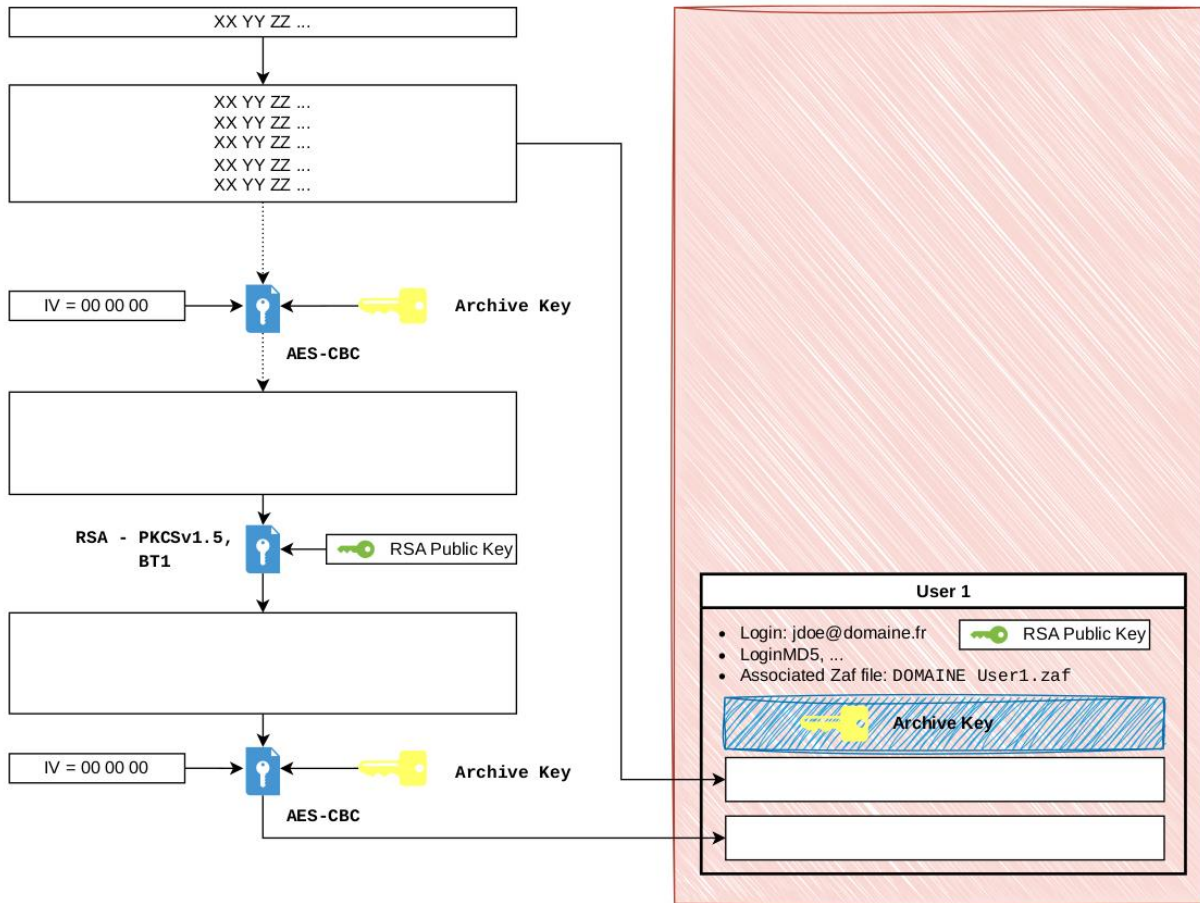 XX YY ZZ ...
XX YY ZZ ...
XX YY ZZ ...
XX YY ZZ ...
XX YY ZZ ...
XX YY ZZ ...
IV = 00 00 00
Archive Key
AES-CBC
RSA - PKCSv1.5,
BT1
RSA Public Key
IV = 00 00 00
Archive Key
AES-CBC
User 1
• Login: jdoe@domaine.fr
RSA Public Key
• LoginMD5, ...
• Associated Zaf file: DOMAINE_User1.zaf
Archive Key